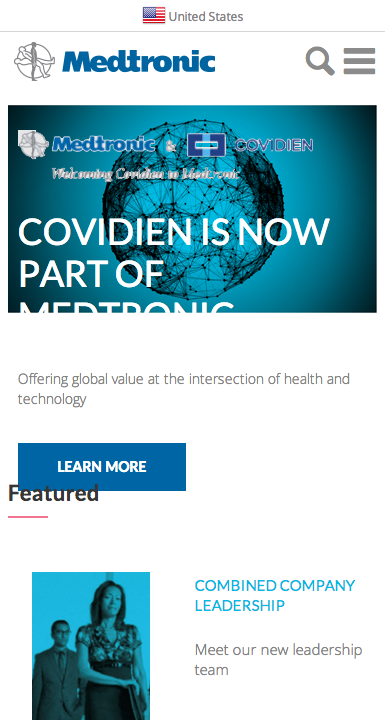 United States
Medtronic
Medtronic & COVIDIEN
Welcoming Covidien to Medtronic
COVIDIEN IS NOW
PART OF
MEDTRONIC
Offering global value at the intersection of health and
technology
LEARN MORE
Featured
COMBINED COMPANY
LEADERSHIP
Meet our new leadership
team